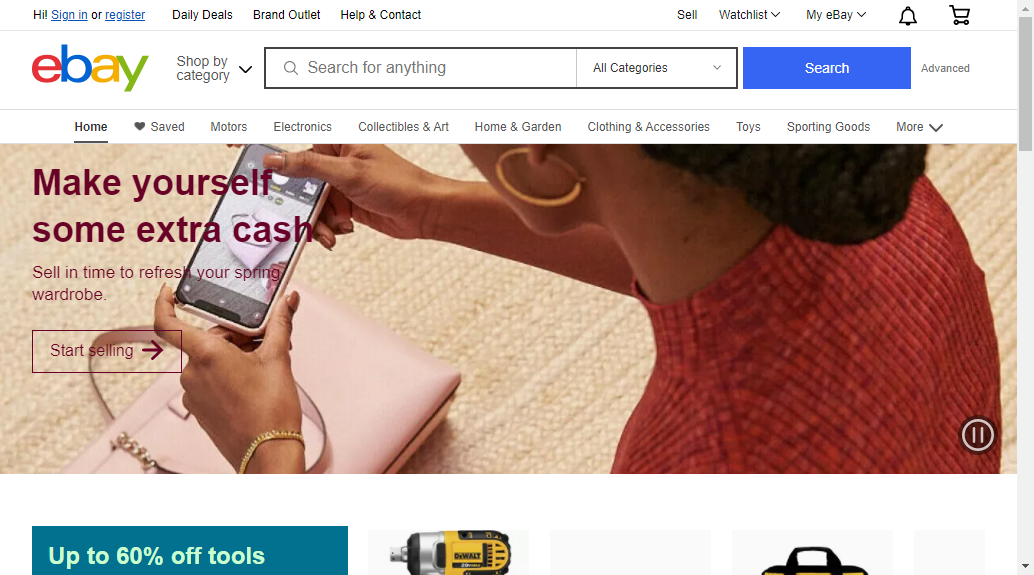 Hi! Sign in or register Daily Deals Brand Outlet Help & Contact Sell Watchlist My eBay
ebay Shop by category Search for anything All Categories Search Advanced
Home Saved Motors Electronics Collectibles & Art Home & Garden Clothing & Accessories Toys Sporting Goods More
Make yourself
some extra cash
Sell in time to refresh your spring
wardrobe.
Start selling
Up to 60% off tools
DEWALT